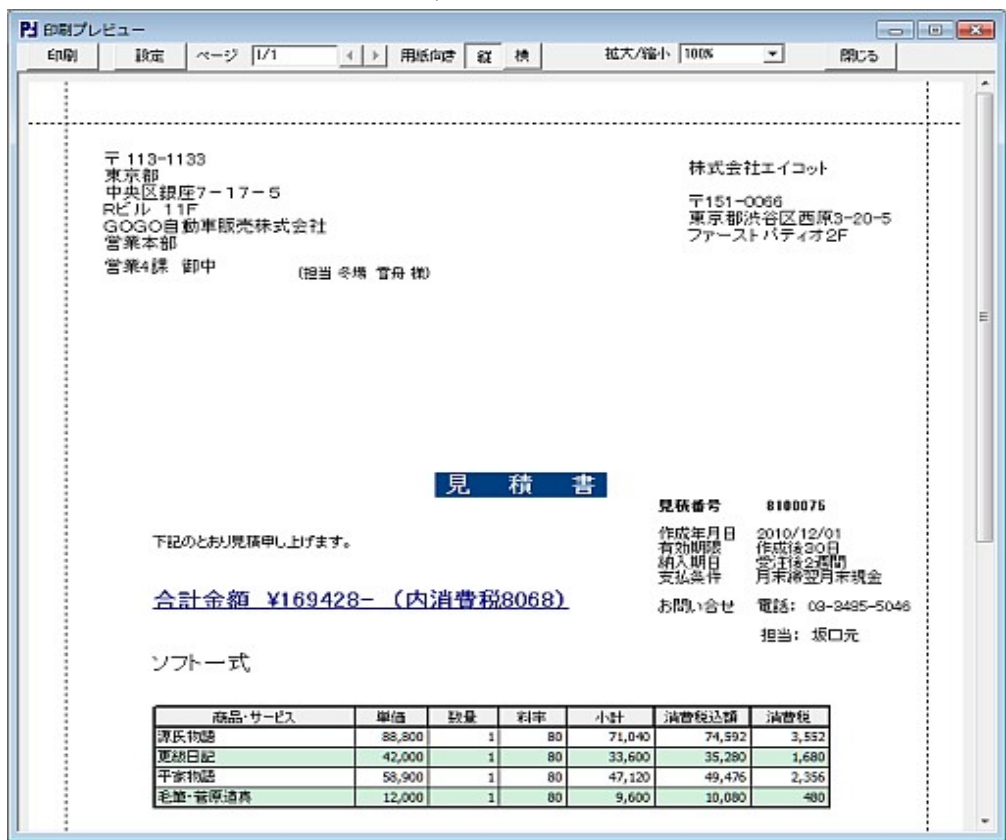 印刷プレビュー
印刷 設定 ページ 1/1 用紙向き 縦 横 拡大/縮小 100% 閉じる
〒113-1133
東京都
中央区銀座7-17-5
Rビル 11F
GOGO自動車販売株式会社
営業本部
営業4課 御中
(担当 冬場 雪舟 様)
株式会社エイコット
〒151-0066
東京都渋谷区西原3-20-5
ファーストパティオ2F
見 積 書
見積番号 8100075
下記のとおり見積申し上げます。
作成年月日 2010/12/01
有効期限 作成後30日
納入期日 受注後2週間
支払条件 月末締翌月末現金
合計金額 ¥169428- (内消費税8068)
お問い合せ 電話: 03-3485-5046
担当: 坂口元
ソフト一式
商品・サービス 単価 数量 料率 小計 消費税込額 消費税
源氏物語 88,800 1 80 71,040 74,592 3,552
更級日記 42,000 1 80 33,600 35,280 1,680
平家物語 58,900 1 80 47,120 49,476 2,356
毛筆・菅原道真 12,000 1 80 9,600 10,080 480